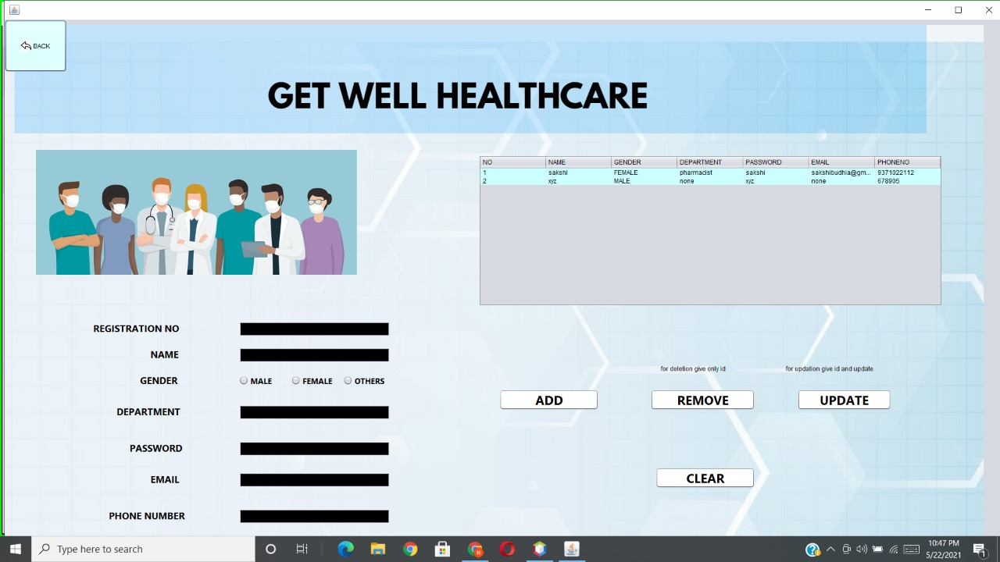 BACK
GET WELL HEALTHCARE
NO NAME GENDER DEPARTMENT PASSWORD EMAIL PHONENO
1 sakshi FEMALE pharmacist sakshi sakshibudhia@gm... 9371022112
2 xyz MALE none xyz none 678905
REGISTRATION NO
NAME
GENDER MALE FEMALE OTHERS
DEPARTMENT
PASSWORD
EMAIL
PHONE NUMBER
for deletion give only id for updation give id and update
ADD REMOVE UPDATE
CLEAR
Type here to search
N
10:47 PM
5/22/2021
1